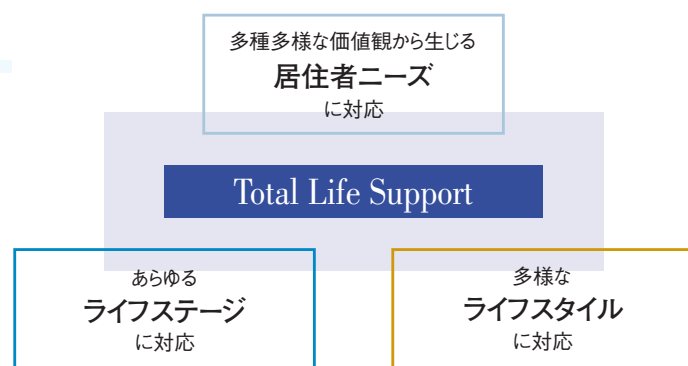 多種多様な価値観から生じる
居住者ニーズ
に対応
Total Life Support
あらゆる
ライフステージ
に対応
多様な
ライフスタイル
に対応